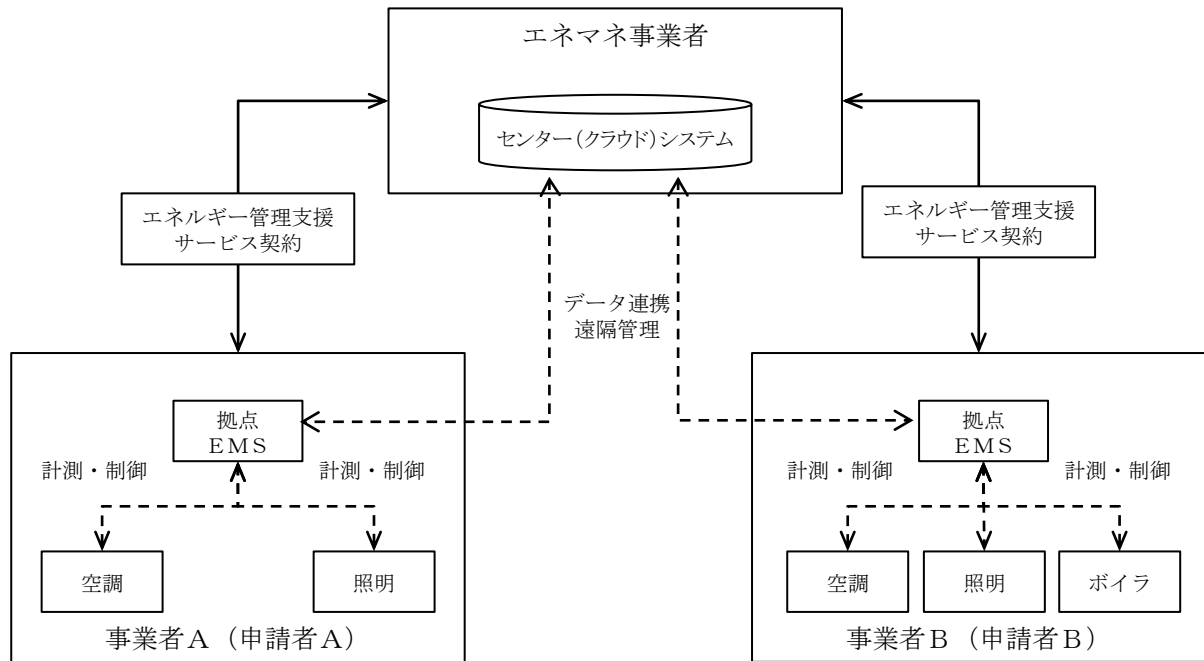 エネマネ事業者
センター(クラウド)システム
エネルギー管理支援
サービス契約
エネルギー管理支援
サービス契約
データ連携
遠隔管理
拠点
EMS
計測・制御
計測・制御
空調
照明
事業者A(申請者A)
拠点
EMS
計測・制御
計測・制御
空調
照明
ボイラ
事業者B(申請者B)